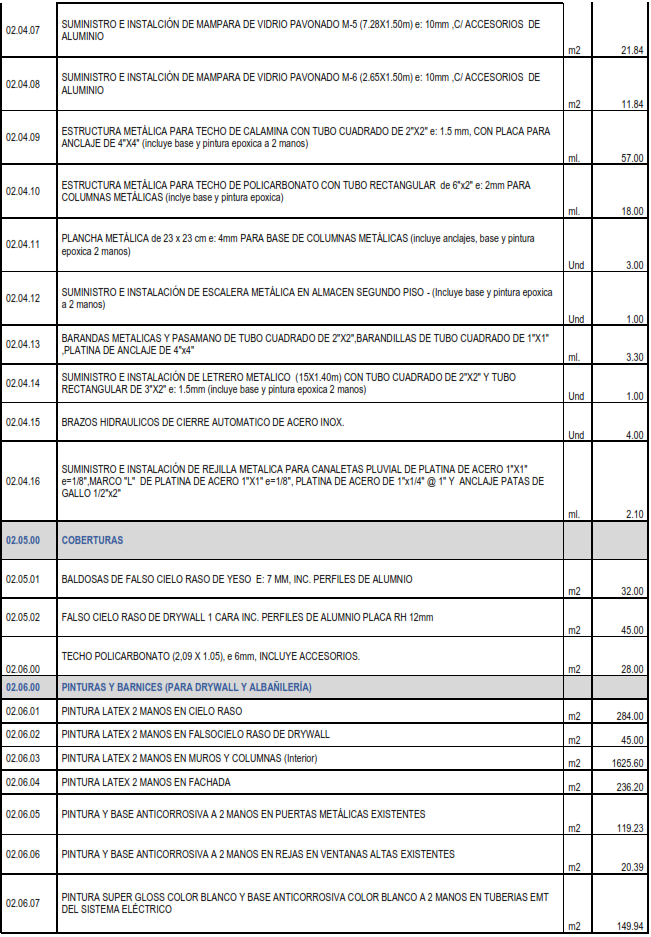 02.04.07 SUMINISTRO E INSTALCIÓN DE MAMPARA DE VIDRIO PAVONADO M-5 (7.28X1.50m) e: 10mm ,C/ ACCESORIOS DE
ALUMINIO
m2 21.84
02.04.08 SUMINISTRO E INSTALCIÓN DE MAMPARA DE VIDRIO PAVONADO M-6 (2.65X1.50m) e: 10mm ,C/ ACCESORIOS DE
ALUMINIO
m2 11.84
02.04.09 ESTRUCTURA METÁLICA PARA TECHO DE CALAMINA CON TUBO CUADRADO DE 2"X2" e: 1.5 mm, CON PLACA PARA
ANCLAJE DE 4"X4" (incluye base y pintura epoxica a 2 manos)
ml. 57.00
02.04.10 ESTRUCTURA METÁLICA PARA TECHO DE POLICARBONATO CON TUBO RECTANGULAR de 6"x2" e: 2mm PARA
COLUMNAS METÁLICAS (inclye base y pintura epoxica)
ml. 18.00
02.04.11 PLANCHA METÁLICA de 23 x 23 cm e: 4mm PARA BASE DE COLUMNAS METÁLICAS (incluye anclajes, base y pintura
epoxica 2 manos)
Und 3.00
02.04.12 SUMINISTRO E INSTALACIÓN DE ESCALERA METÁLICA EN ALMACEN SEGUNDO PISO - (Incluye base y pintura epoxica
a 2 manos)
Und 1.00
02.04.13 BARANDAS METALICAS Y PASAMANO DE TUBO CUADRADO DE 2"X2",BARANDILLAS DE TUBO CUADRADO DE 1"X1"
,PLATINA DE ANCLAJE DE 4"x4"
ml. 3.30
02.04.14 SUMINISTRO E INSTALACIÓN DE LETRERO METALICO (15X1.40m) CON TUBO CUADRADO DE 2"X2" Y TUBO
RECTANGULAR DE 3"X2" e: 1.5mm (incluye base y pintura epoxica 2 manos)
Und 1.00
02.04.15 BRAZOS HIDRAULICOS DE CIERRE AUTOMATICO DE ACERO INOX.
Und 4.00
02.04.16 SUMINISTRO E INSTALACIÓN DE REJILLA METALICA PARA CANALETAS PLUVIAL DE PLATINA DE ACERO 1"X1"
e=1/8",MARCO "L" DE PLATINA DE ACERO 1"X1" e=1/8", PLATINA DE ACERO DE 1"x1/4" @ 1" Y ANCLAJE PATAS DE
GALLO 1/2"x2"
ml. 2.10
02.05.00 COBERTURAS
02.05.01 BALDOSAS DE FALSO CIELO RASO DE YESO E: 7 MM, INC. PERFILES DE ALUMNIO
m2 32.00
02.05.02 FALSO CIELO RASO DE DRYWALL 1 CARA INC. PERFILES DE ALUMNIO PLACA RH 12mm
m2 45.00
TECHO POLICARBONATO (2,09 X 1.05), e 6mm, INCLUYE ACCESORIOS.
02.06.00 m2 28.00
02.06.00 PINTURAS Y BARNICES (PARA DRYWALL Y ALBAÑILERÍA)
02.06.01 PINTURA LATEX 2 MANOS EN CIELO RASO
m2 284.00
02.06.02 PINTURA LATEX 2 MANOS EN FALSOCIELO RASO DE DRYWALL
m2 45.00
02.06.03 PINTURA LATEX 2 MANOS EN MUROS Y COLUMNAS (Interior)
m2 1625.60
02.06.04 PINTURA LATEX 2 MANOS EN FACHADA
m2 236.20
02.06.05 PINTURA Y BASE ANTICORROSIVA A 2 MANOS EN PUERTAS METÁLICAS EXISTENTES
m2 119.23
02.06.06 PINTURA Y BASE ANTICORROSIVA A 2 MANOS EN REJAS EN VENTANAS ALTAS EXISTENTES
m2 20.39
02.06.07 PINTURA SUPER GLOSS COLOR BLANCO Y BASE ANTICORROSIVA COLOR BLANCO A 2 MANOS EN TUBERIAS EMT
DEL SISTEMA ELÉCTRICO
m2 149.94